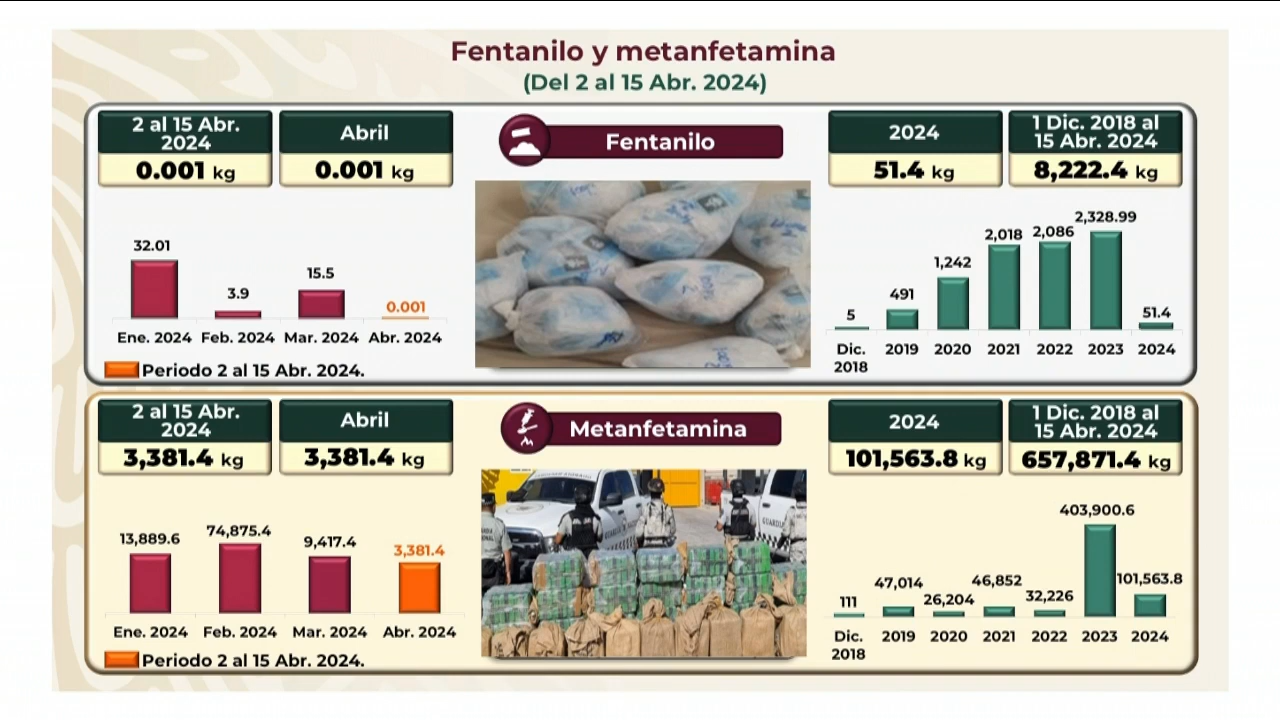 Fentanilo y metanfetamina
(Del 2 al 15 Abr. 2024)
2 al 15 Abr.
2024
0.001 kg
Abril
0.001 kg
Fentanilo
2024
51.4 kg
1 Dic. 2018 al
15 Abr. 2024
8,222.4 kg
32.01
3.9
15.5
0.001
Ene. 2024 Feb. 2024 Mar. 2024 Abr. 2024
Periodo 2 al 15 Abr. 2024.
5
491
1,242
2,018
2,086
2,328.99
51.4
Dic.
2018
2019 2020 2021 2022 2023 2024
2 al 15 Abr.
2024
3,381.4 kg
Abril
3,381.4 kg
Metanfetamina
2024
101,563.8 kg
1 Dic. 2018 al
15 Abr. 2024
657,871.4 kg
13,889.6
74,875.4
9,417.4
3,381.4
Ene. 2024 Feb. 2024 Mar. 2024 Abr. 2024
Periodo 2 al 15 Abr. 2024.
111
47,014
26,204
46,852
32,226
403,900.6
101,563.8
Dic.
2018
2019 2020 2021 2022 2023 2024